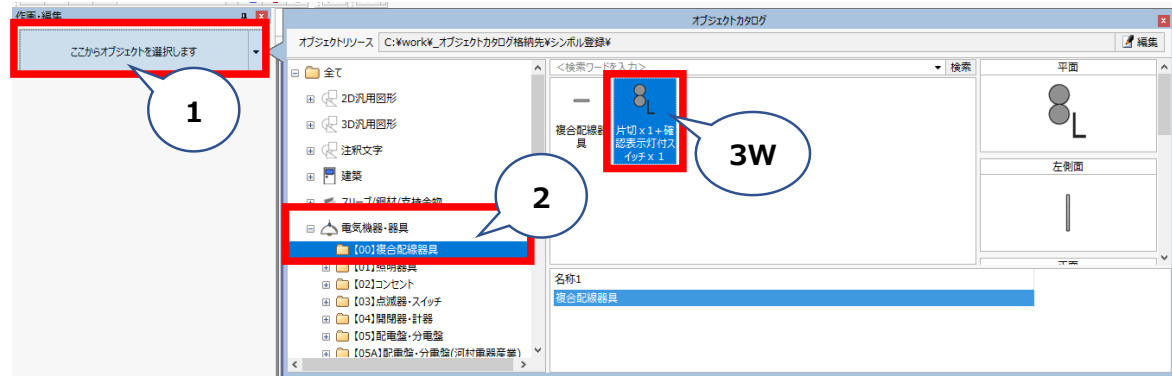 作画・編集
ここからオブジェクトを選択します
1
オブジェクトカタログ
オブジェクトリソース C:¥work¥_オブジェクトカタログ格納先¥シンボル登録¥
編集
全て
2D汎用図形
3D汎用図形
注釈文字
建築
スリーブ/鋼材/支持金物
電気機器・器具
【00】複合配線器具
【01】照明器具
【02】コンセント
【03】点滅器・スイッチ
【04】開閉器・計器
【05】配電盤・分電盤
【05A】配電盤・分電盤(河村電器産業)
2
<検索ワードを入力>
検索
複合配線器
具
L
片切x1+確
認表示灯付ス
イッチx1
3W
平面
L
左側面
正面
名称1
複合配線器具